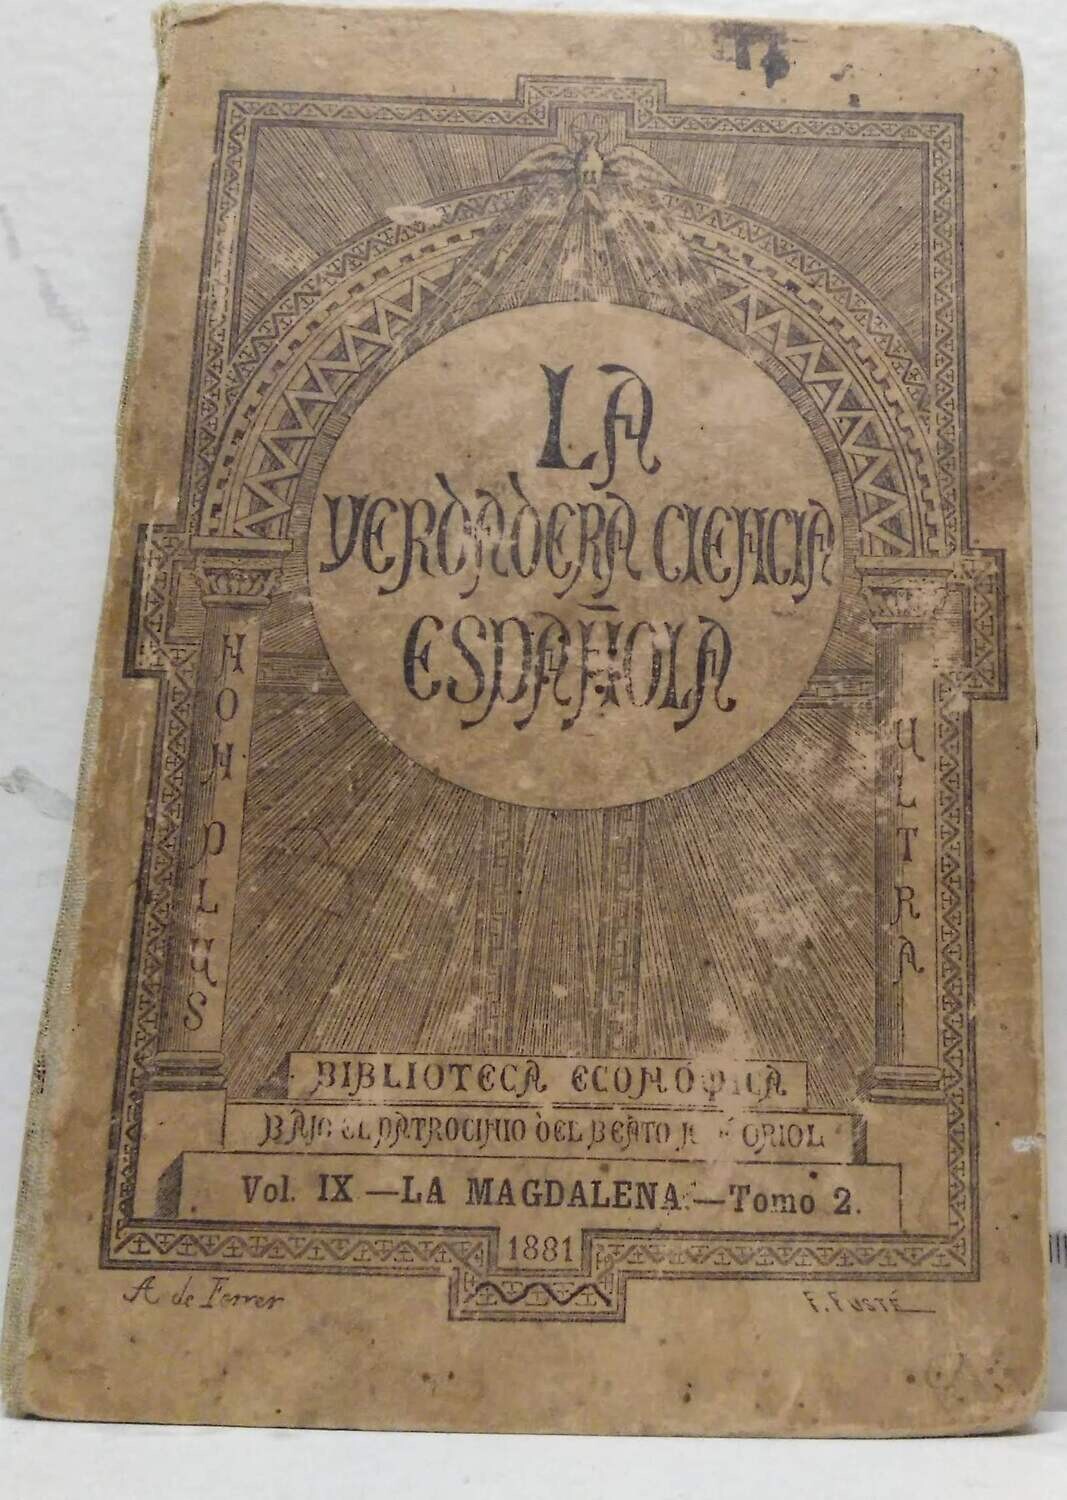 LA
VERDADERA CIENCIA
ESPAÑOLA
NON PLUS
ULTRA
BIBLIOTECA ECONÓMICA
BAJO EL PATROCINIO DEL BEATO ORIOL
Vol. IX — LA MAGDALENA. — Tomo 2.
1881
A de Ferrer
F. FUSTÉ